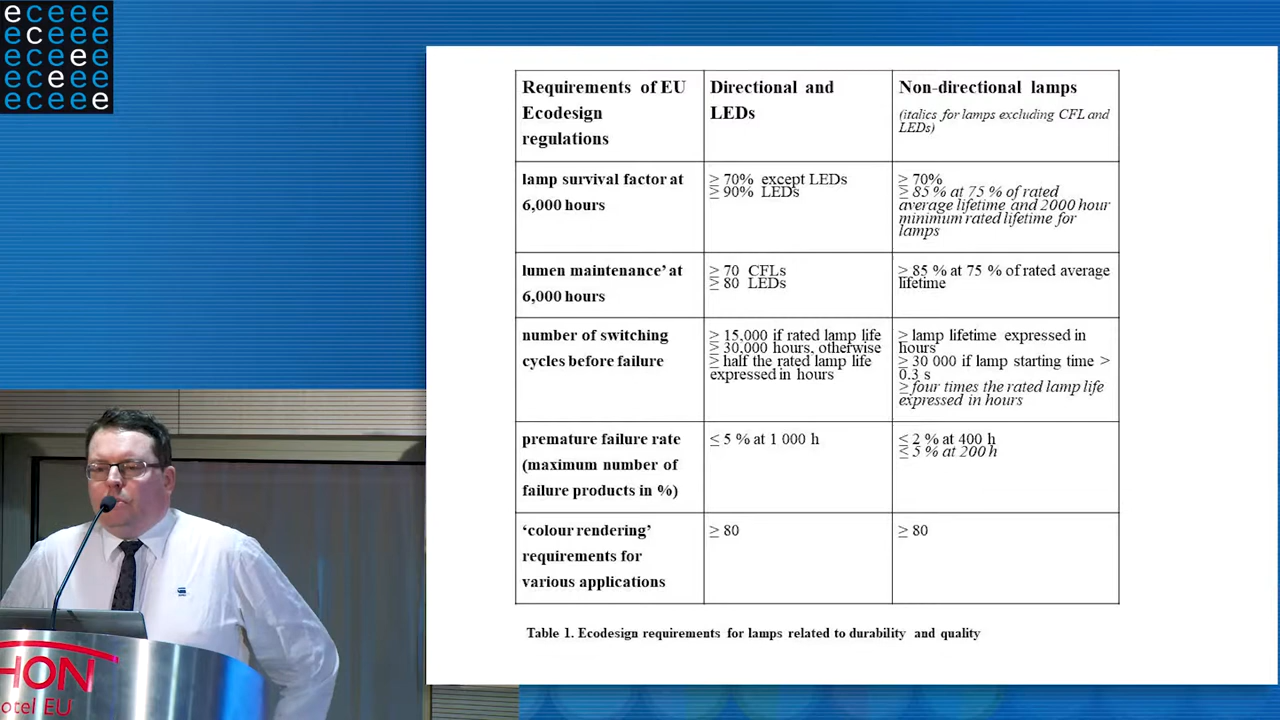 eceee
eceee
eceee
eceee
eceee
Requirements of EU
Ecodesign
regulations
Directional and
LEDs
Non-directional lamps
(italics for lamps excluding CFL and
LEDs)
lamp survival factor at
6,000 hours
≥ 70% except LEDs
≥ 90% LEDs
≥ 70%
≥ 85 % at 75 % of rated
average lifetime and 2000 hour
minimum rated lifetime for
lamps
lumen maintenance’ at
6,000 hours
≥ 70 CFLs
≥ 80 LEDs
≥ 85 % at 75 % of rated average
lifetime
number of switching
cycles before failure
≥ 15,000 if rated lamp life
≥ 30,000 hours, otherwise
≥ half the rated lamp life
expressed in hours
≥ lamp lifetime expressed in
hours
≥ 30 000 if lamp starting time >
0.3 s
≥ four times the rated lamp life
expressed in hours
premature failure rate
(maximum number of
failure products in %)
≤ 5 % at 1 000 h
≤ 2 % at 400 h
≤ 5 % at 200 h
‘colour rendering’
requirements for
various applications
≥ 80
≥ 80
Table 1. Ecodesign requirements for lamps related to durability and quality
HON
otel EU